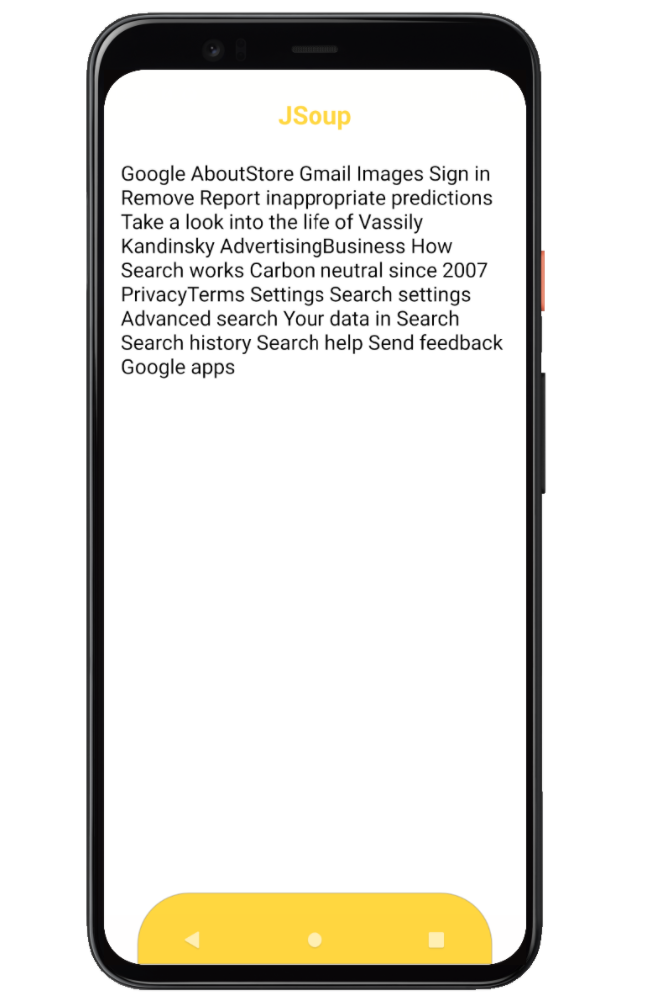 JSoup
Google AboutStore Gmail Images Sign in
Remove Report inappropriate predictions
Take a look into the life of Vassily
Kandinsky AdvertisingBusiness How
Search works Carbon neutral since 2007
PrivacyTerms Settings Search settings
Advanced search Your data in Search
Search history Search help Send feedback
Google apps